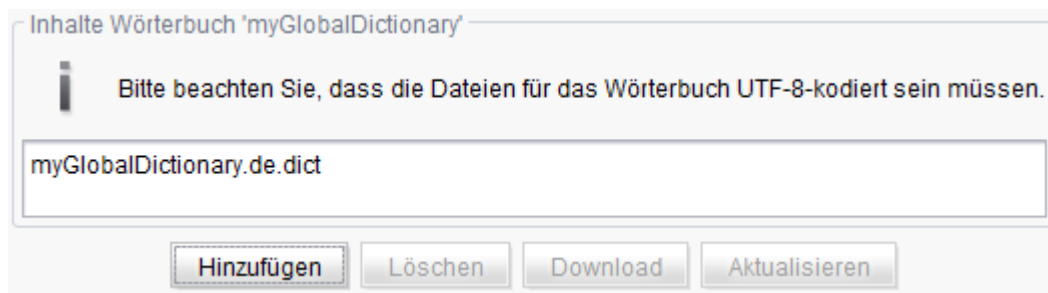 Inhalte Wörterbuch 'myGlobalDictionary'
Bitte beachten Sie, dass die Dateien für das Wörterbuch UTF-8-kodiert sein müssen.
myGlobalDictionary.de.dict
Hinzufügen Löschen Download Aktualisieren